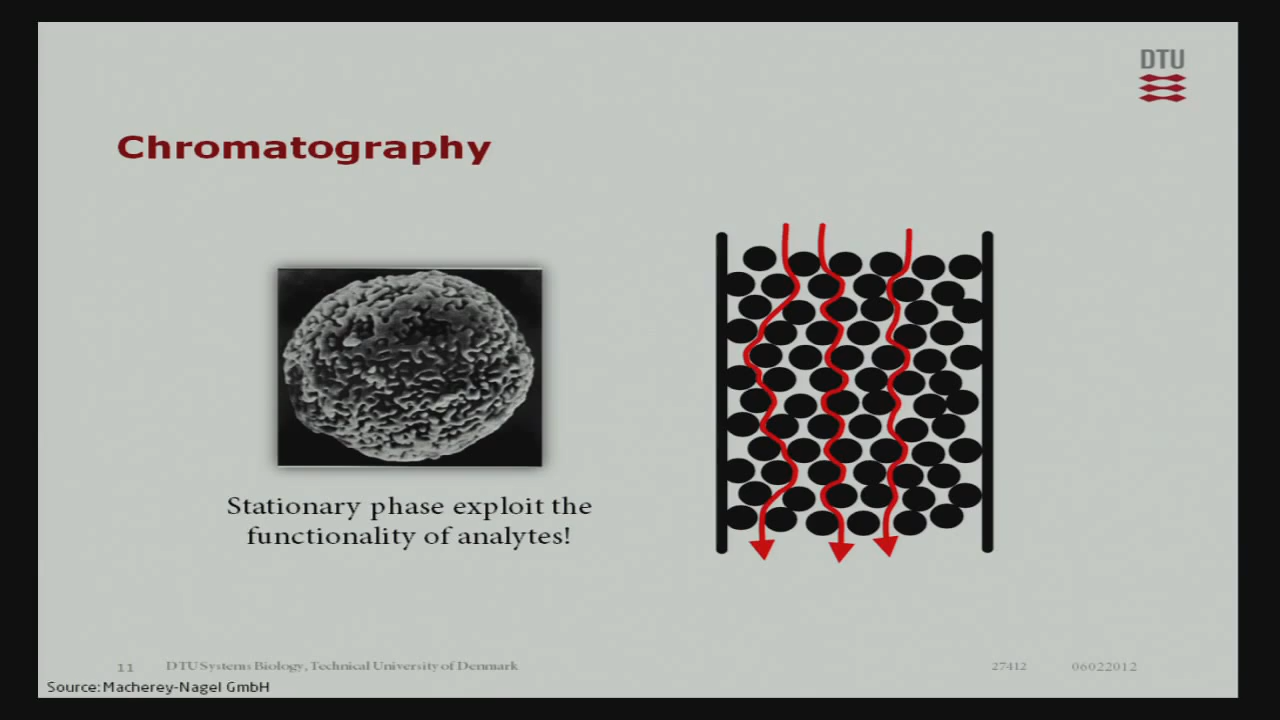 DTU
Chromatography
Stationary phase exploit the
functionality of analytes!
11 DTU Systems Biology, Technical University of Denmark 27412 06022012
Source: Macherey-Nagel GmbH